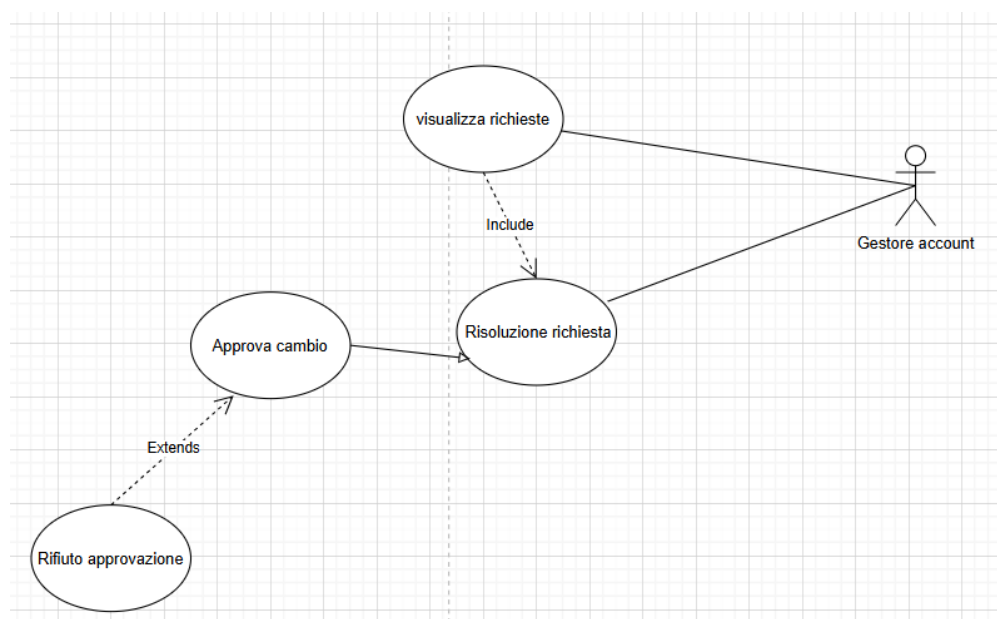 visualizza richieste
Include
Gestore account
Risoluzione richiesta
Approva cambio
Extends
Rifiuto approvazione